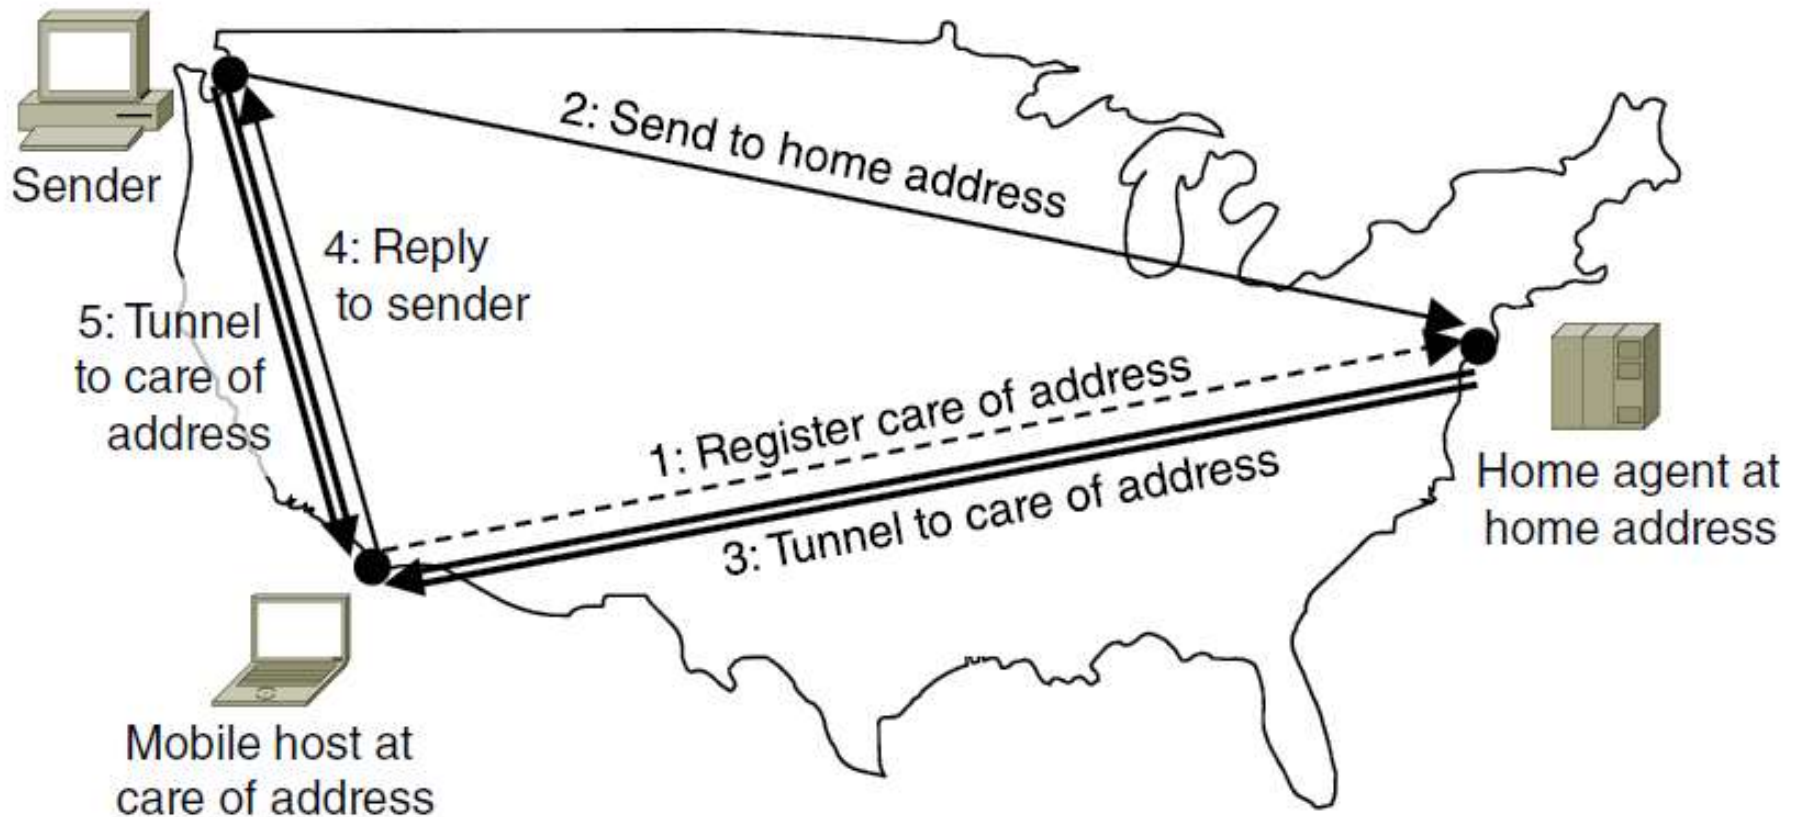 2: Send to home address
Sender
4: Reply
to sender
5: Tunnel
to care of
address
1: Register care of address
3: Tunnel to care of address
Home agent at
home address
Mobile host at
care of address